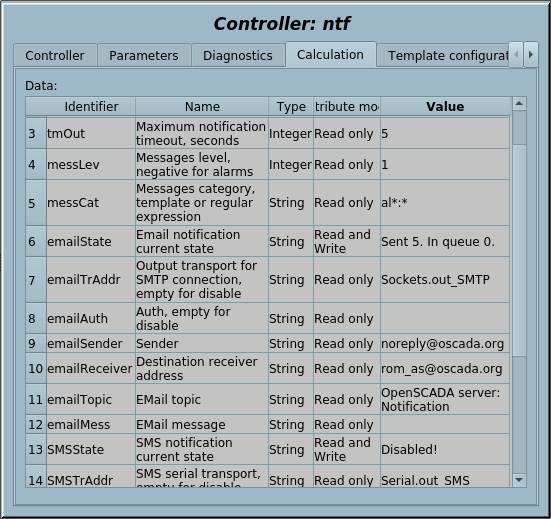 Controller: ntf
Controller Parameters Diagnostics Calculation Template configurat
Data:
Identifier Name Type tribute mo Value
3 tmOut Maximum notification timeout, seconds Integer Read only 5
4 messLev Messages level, negative for alarms Integer Read only 1
5 messCat Messages category, template or regular expression String Read only al*:*
6 emailState Email notification current state String Read and Write Sent 5. In queue 0.
7 emailTrAddr Output transport for SMTP connection, empty for disable String Read only Sockets.out_SMTP
8 emailAuth Auth, empty for disable String Read only
9 emailSender Sender String Read only noreply@oscada.org
10 emailReceiver Destination receiver address String Read only rom_as@oscada.org
11 emailTopic EMail topic String Read only OpenSCADA server: Notification
12 emailMess EMail message String Read only
13 SMSState SMS notification current state String Read and Write Disabled!
14 SMSTrAddr SMS serial transport, empty for disable String Read only Serial.out_SMS